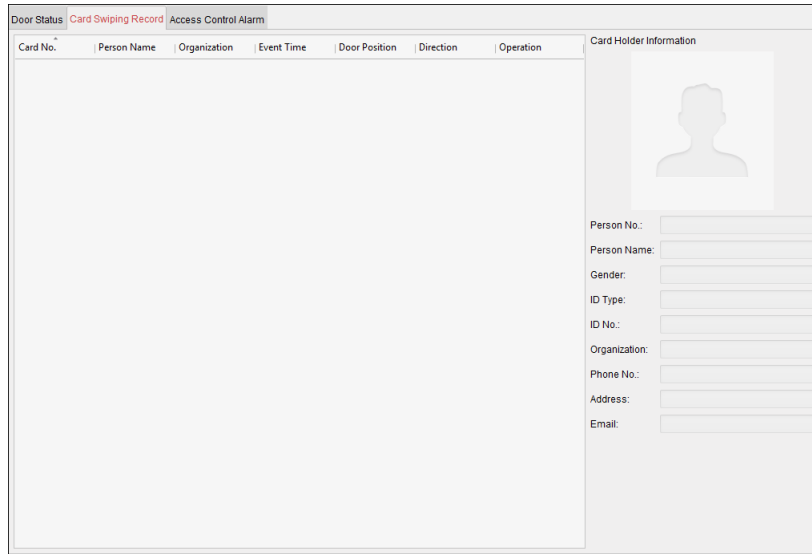 Door Status Card Swiping Record Access Control Alarm
Card No. Person Name Organization Event Time Door Position Direction Operation
Card Holder Information
Person No.:
Person Name:
Gender:
ID Type:
ID No.:
Organization:
Phone No.:
Address:
Email: